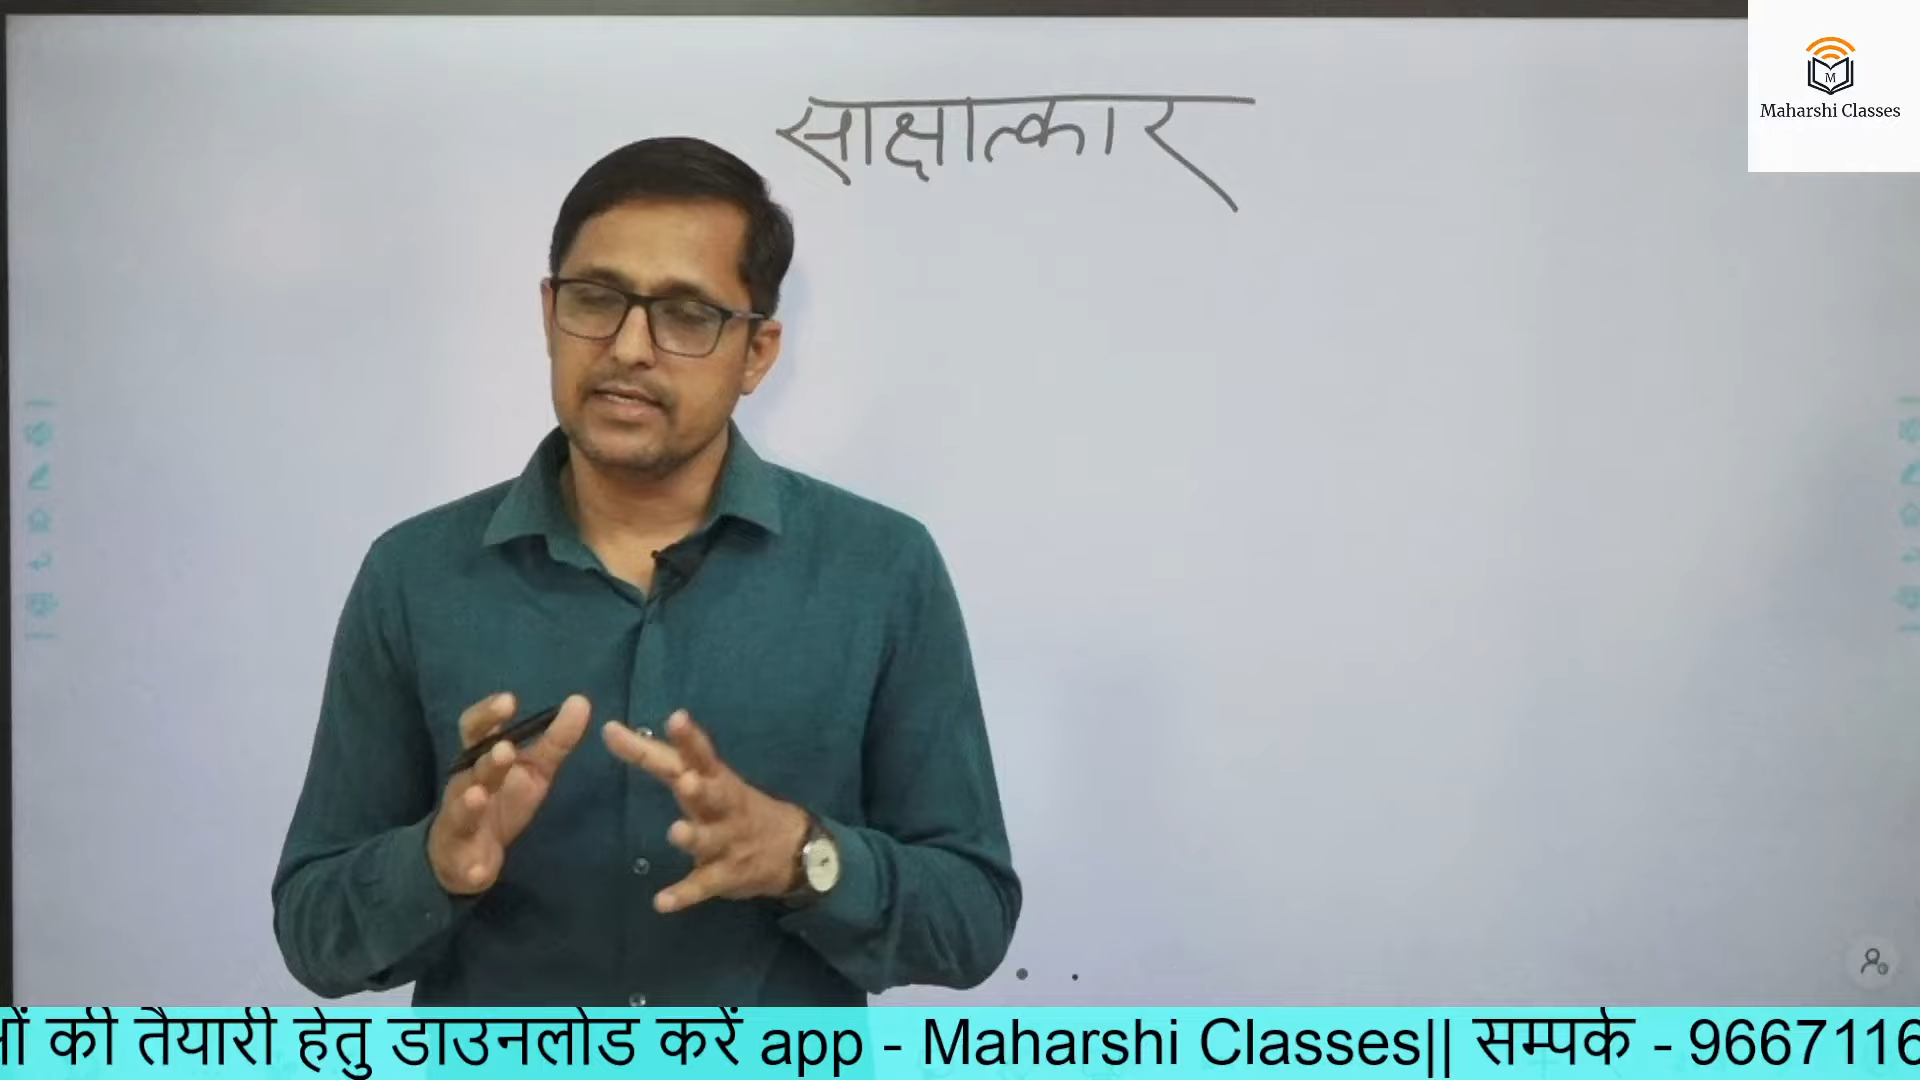 साक्षात्कार
M
Maharshi Classes
की तैयारी हेतु डाउनलोड करें app - Maharshi Classes|| सम्पर्क - 9667116